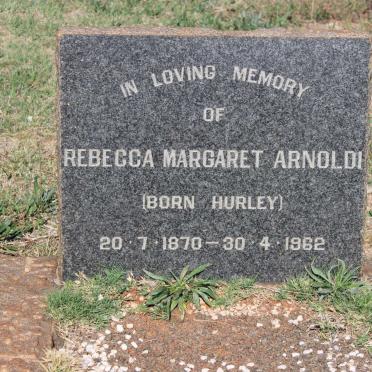 IN LOVING MEMORY
OF
REBECCA MARGARET ARNOLDI
(BORN HURLEY)
20·7·1870–30·4·1962